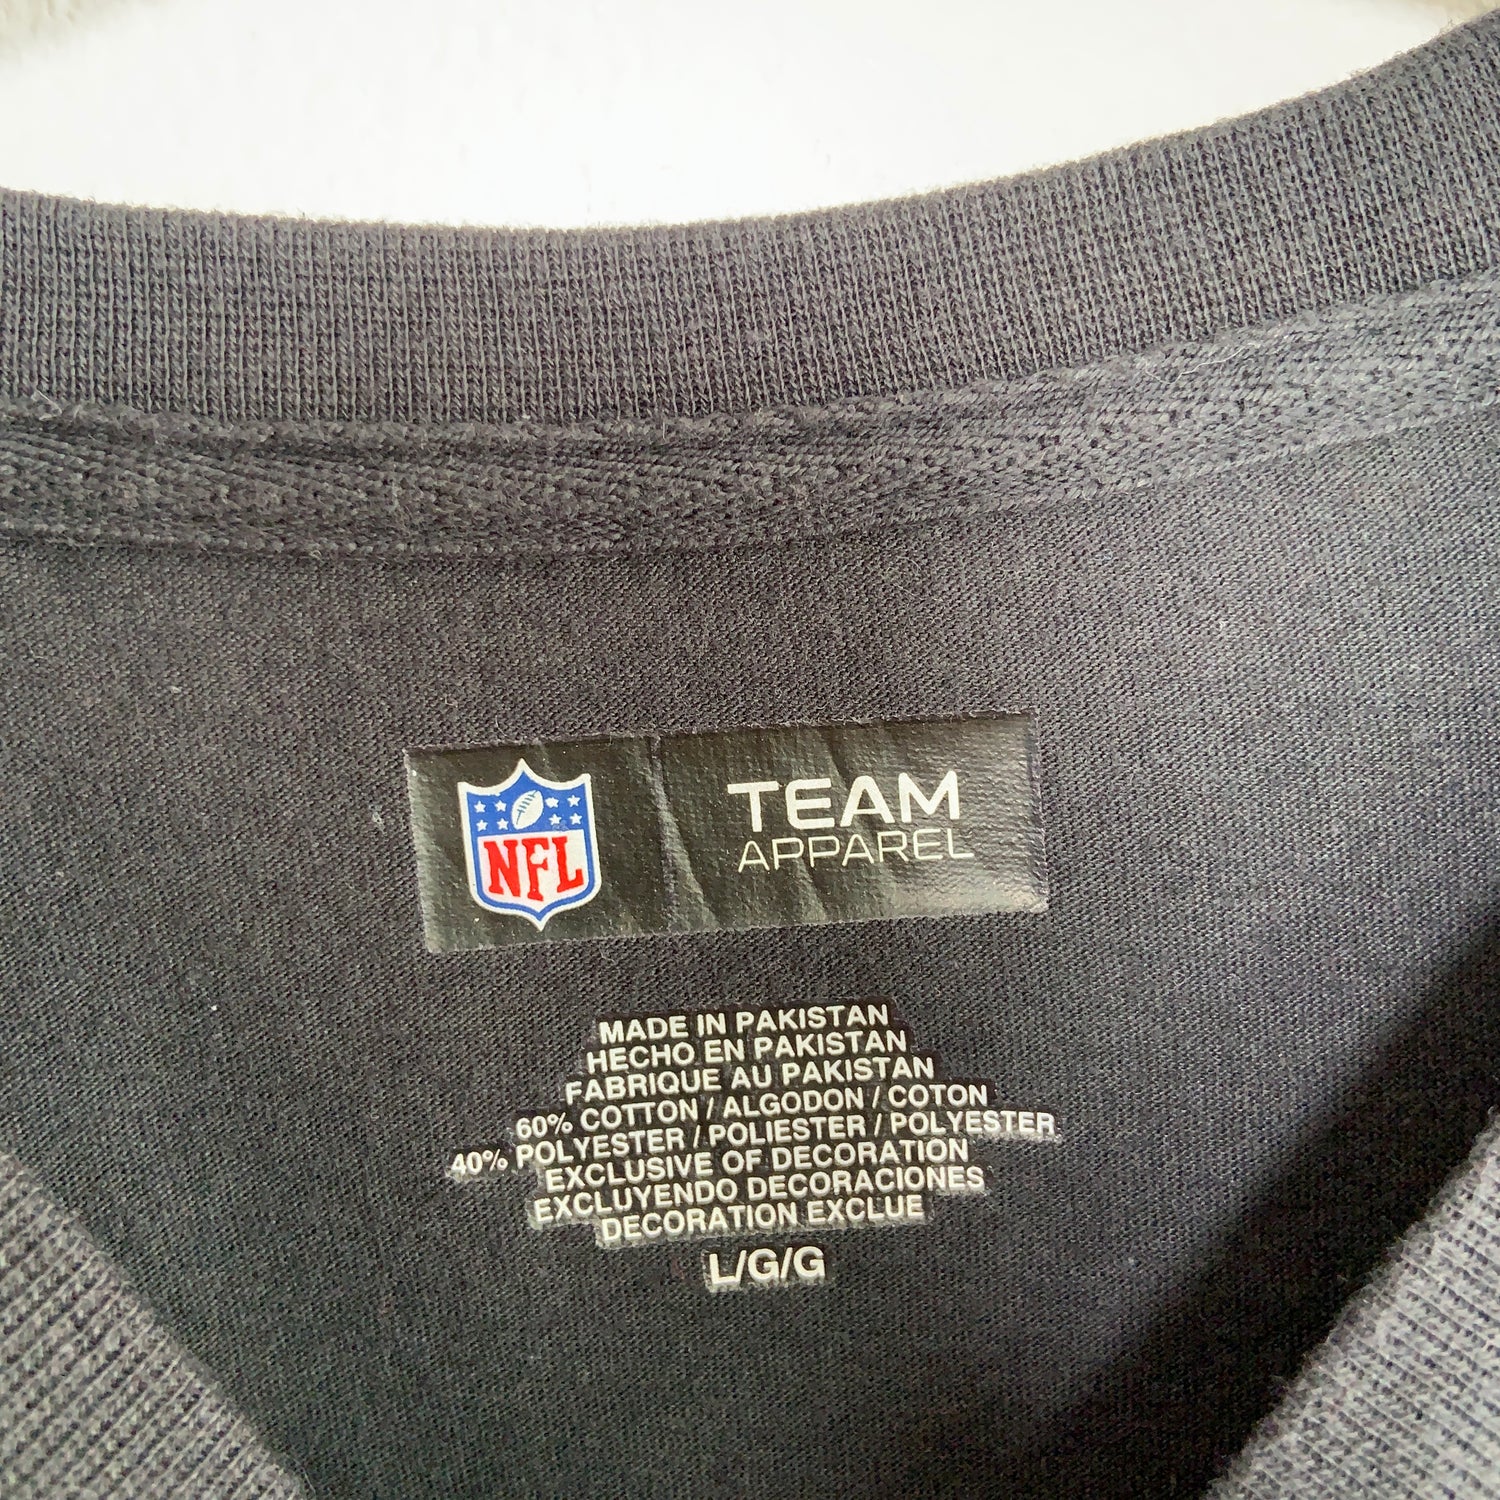 NFL
TEAM
APPAREL
MADE IN PAKISTAN
HECHO EN PAKISTAN
FABRIQUE AU PAKISTAN
60% COTTON / ALGODON / COTON
40% POLYESTER / POLIESTER / POLYESTER
EXCLUSIVE OF DECORATION
EXCLUYENDO DECORACIONES
DECORATION EXCLUE
L/G/G